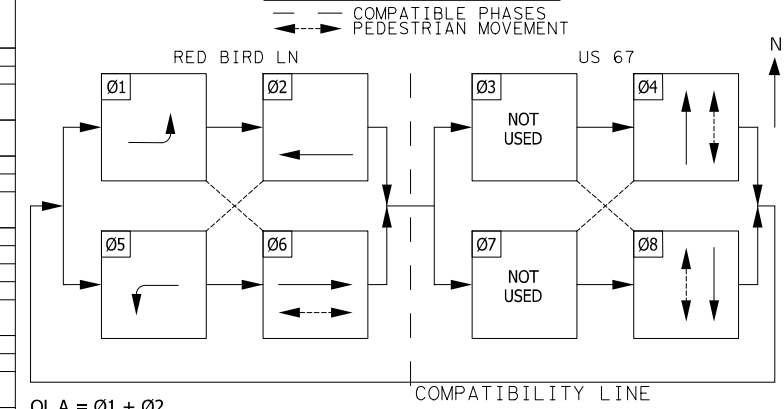 COMPATIBLE PHASES
PEDESTRIAN MOVEMENT
RED BIRD LN
US 67
N
Ø1
Ø2
Ø3
NOT
USED
Ø4
Ø5
Ø6
Ø7
NOT
USED
Ø8
COMPATIBILITY LINE
OL A = Ø1 + Ø2